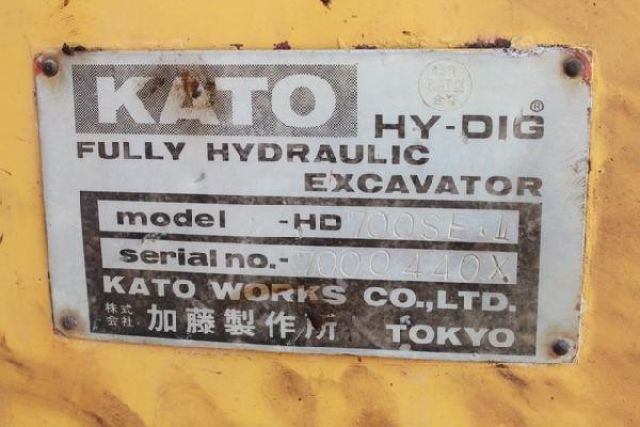 KATO
HY-DIG®
FULLY HYDRAULIC
EXCAVATOR
model -HD 700SE.II
serial no.- 7000440X
KATO WORKS CO.,LTD.
株式会社 加藤製作所 TOKYO